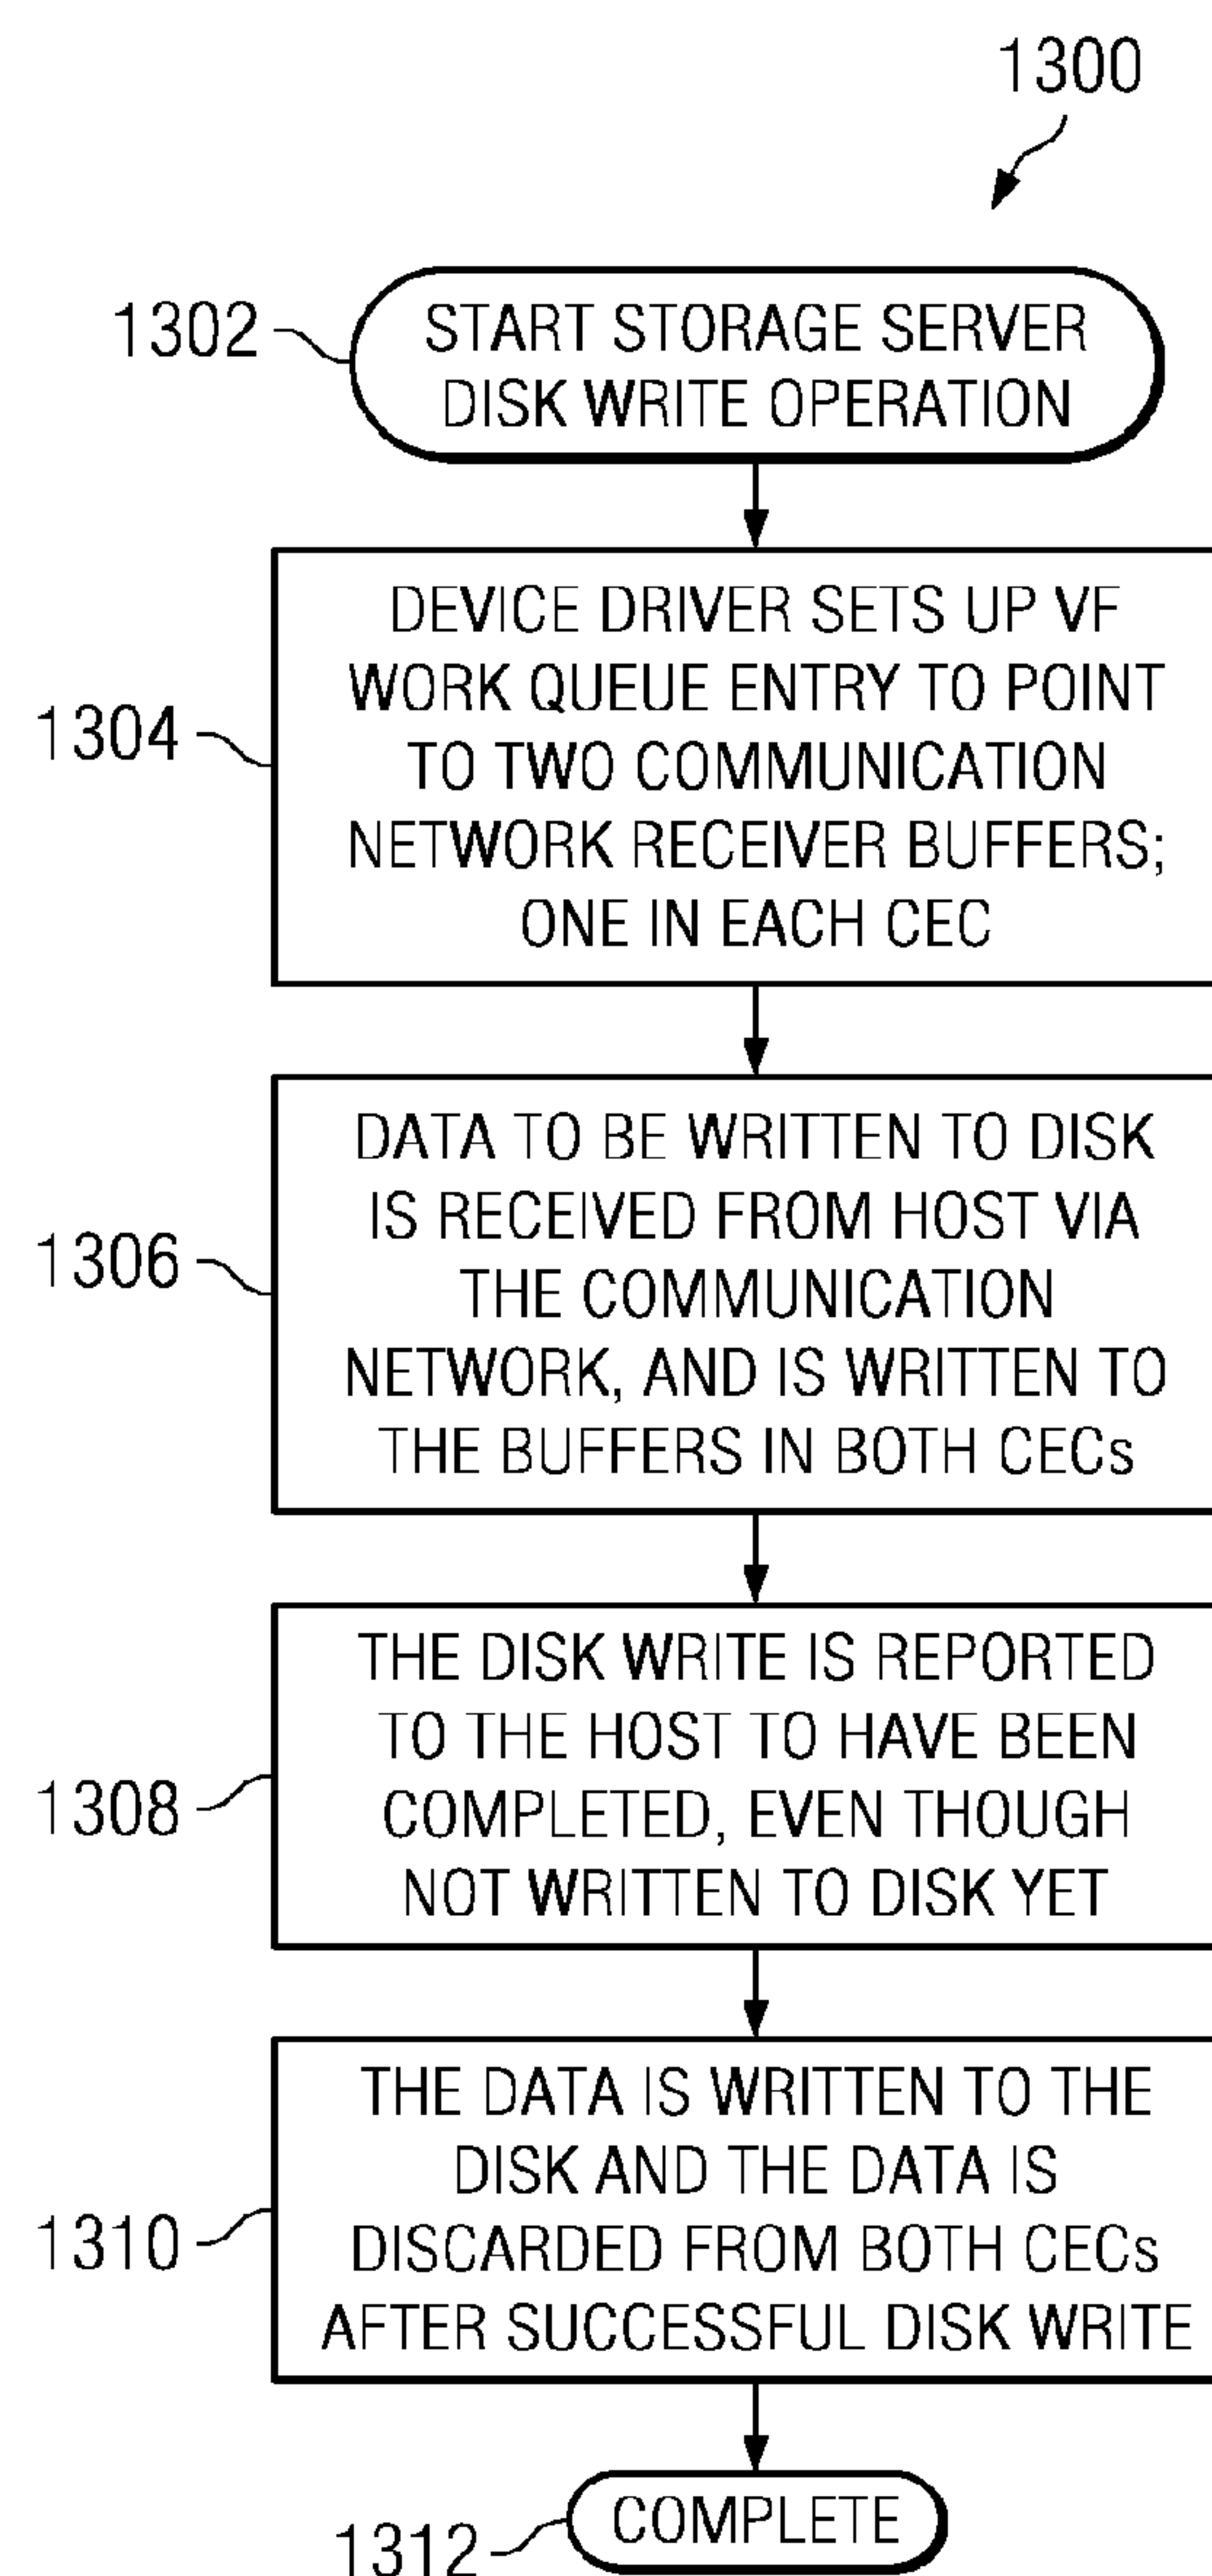 1300
1302
START STORAGE SERVER
DISK WRITE OPERATION
1304
DEVICE DRIVER SETS UP VF
WORK QUEUE ENTRY TO POINT
TO TWO COMMUNICATION
NETWORK RECEIVER BUFFERS;
ONE IN EACH CEC
1306
DATA TO BE WRITTEN TO DISK
IS RECEIVED FROM HOST VIA
THE COMMUNICATION
NETWORK, AND IS WRITTEN TO
THE BUFFERS IN BOTH CECs
1308
THE DISK WRITE IS REPORTED
TO THE HOST TO HAVE BEEN
COMPLETED, EVEN THOUGH
NOT WRITTEN TO DISK YET
1310
THE DATA IS WRITTEN TO THE
DISK AND THE DATA IS
DISCARDED FROM BOTH CECs
AFTER SUCCESSFUL DISK WRITE
1312
COMPLETE